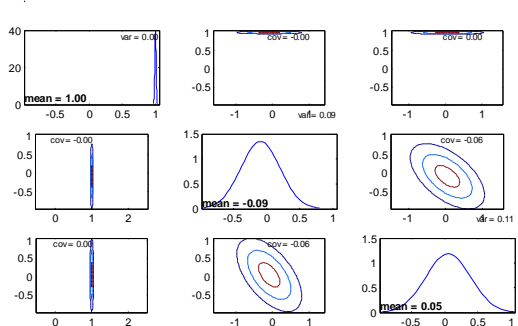 40
20
0
var = 0.00
mean = 1.00
-0.5 0 0.5 1
1
0.5
0
-0.5
cov = -0.00
-1 0 1
var = 0.09
1
0.5
0
-0.5
cov = 0.00
-1 0 1
1
0.5
0
-0.5
cov = -0.00
0 1 2
1.5
1
0.5
0
mean = -0.09
-0.5 0 0.5
1
0.5
0
-0.5
cov = -0.06
-1 0 1
var = 0.11
1
0.5
0
-0.5
cov = 0.00
0 1 2
1
0.5
0
-0.5
cov = -0.06
-1 0 1
1.5
1
0.5
0
mean = 0.05
-0.5 0 0.5 1